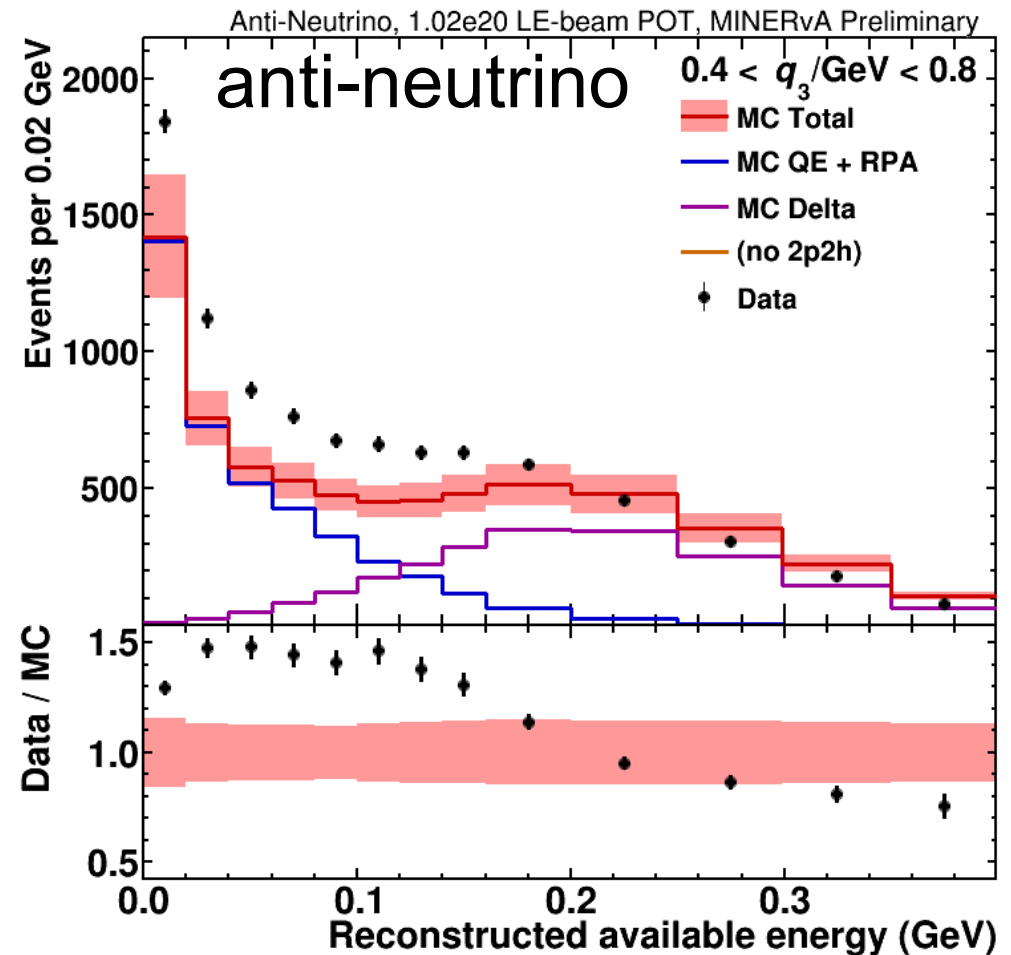 Anti-Neutrino, 1.02e20 LE-beam POT, MINERvA Preliminary
anti-neutrino
0.4 < q3/GeV < 0.8
MC Total
MC QE + RPA
MC Delta
(no 2p2h)
Data
Events per 0.02 GeV
2000
1500
1000
500
Data / MC
1.5
1.0
0.5
0.0 0.1 0.2 0.3
Reconstructed available energy (GeV)